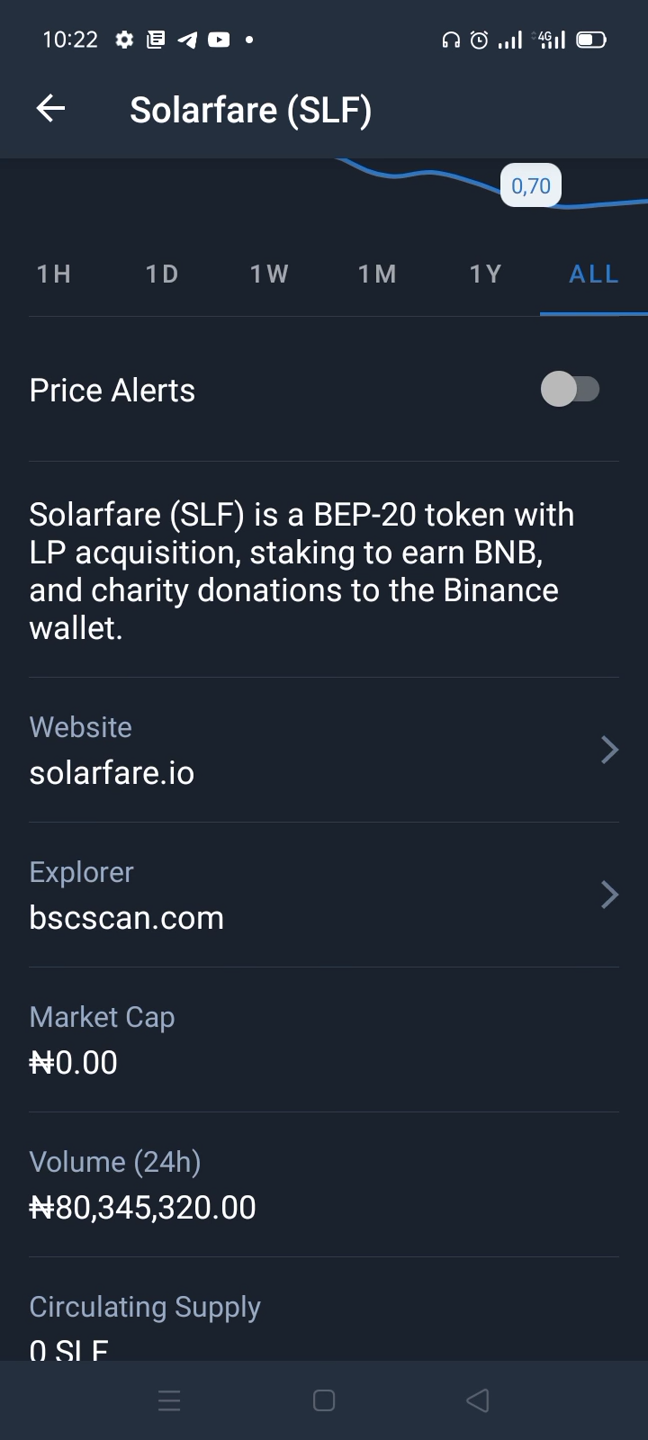 10:22
4G
Solarfare (SLF)
0,70
1H 1D 1W 1M 1Y ALL
Price Alerts
Solarfare (SLF) is a BEP-20 token with
LP acquisition, staking to earn BNB,
and charity donations to the Binance
wallet.
Website
solarfare.io
Explorer
bscscan.com
Market Cap
₦0.00
Volume (24h)
₦80,345,320.00
Circulating Supply
0 SLF